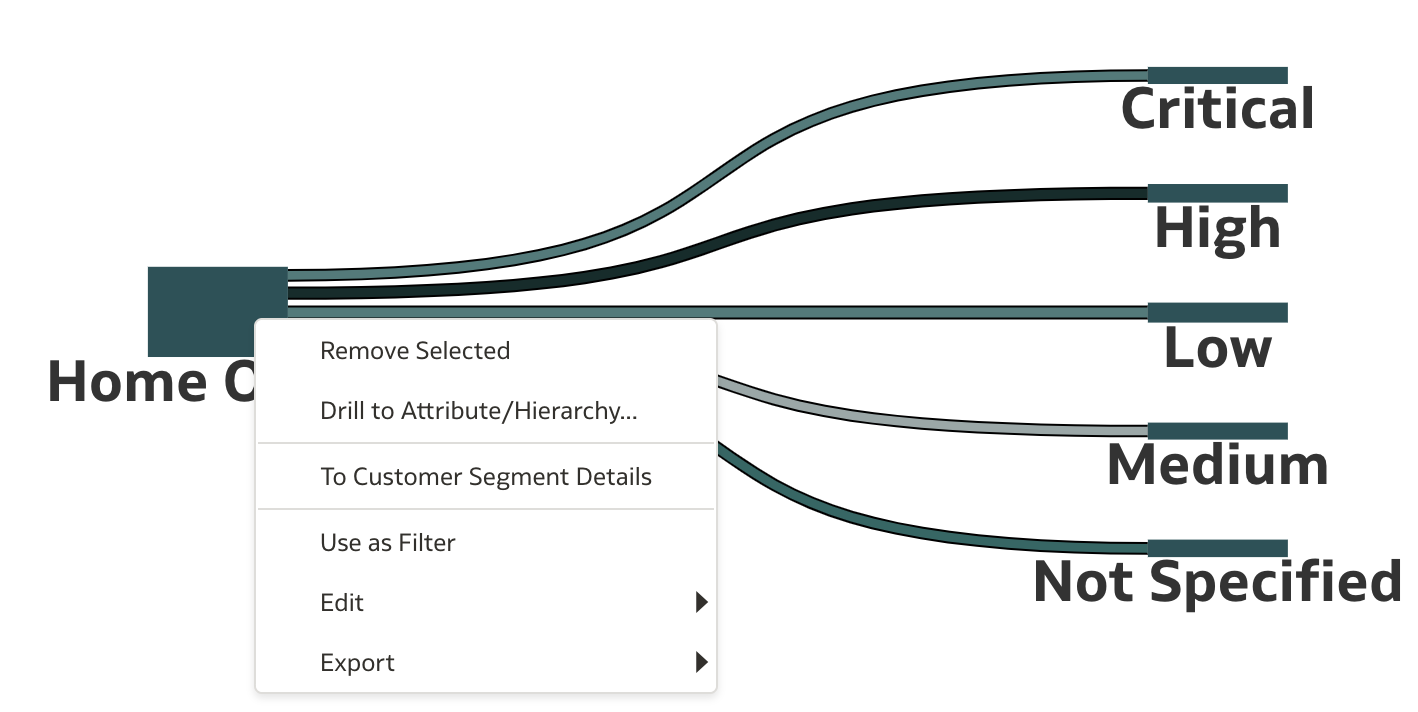 Critical
High
Low
Medium
Not Specified
Home
Remove Selected
Drill to Attribute/Hierarchy...
To Customer Segment Details
Use as Filter
Edit
Export